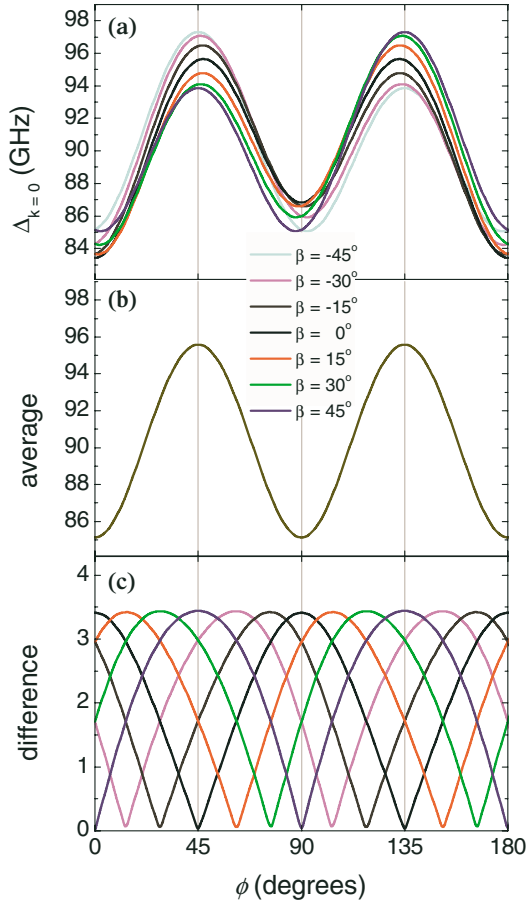 (a)
98
96
94
92
90
88
86
84
Δk = 0 (GHz)
β = -45°
β = -30°
β = -15°
β = 0°
β = 15°
β = 30°
β = 45°
(b)
98
96
94
92
90
88
86
average
(c)
4
3
2
1
0
difference
0 45 90 135 180
ϕ (degrees)